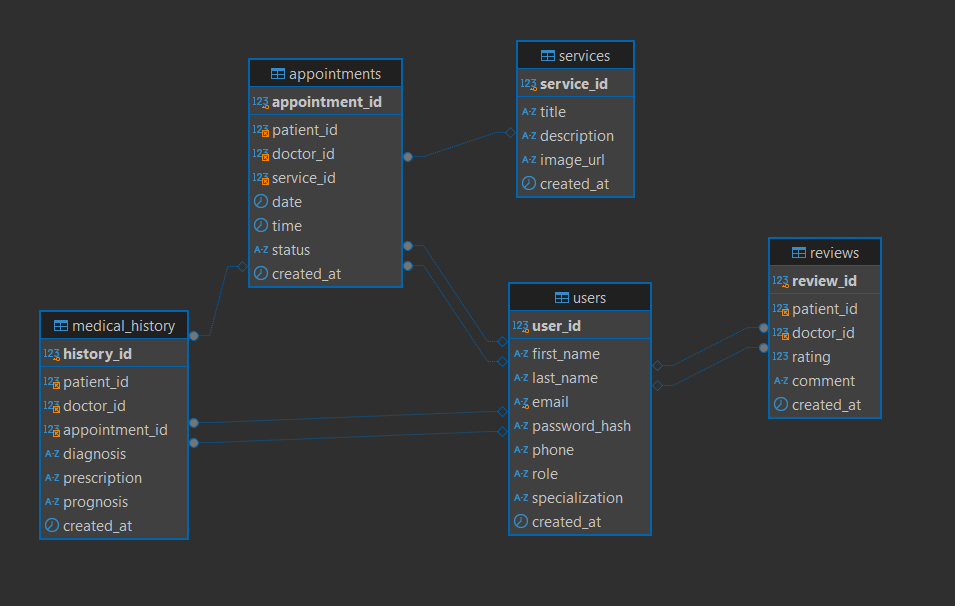 appointments
123 appointment_id
123 patient_id
123 doctor_id
123 service_id
date
time
A-Z status
created_at
services
123 service_id
A-Z title
A-Z description
A-Z image_url
created_at
medical_history
123 history_id
123 patient_id
123 doctor_id
123 appointment_id
A-Z diagnosis
A-Z prescription
A-Z prognosis
created_at
users
123 user_id
A-Z first_name
A-Z last_name
A-Z email
A-Z password_hash
A-Z phone
A-Z role
A-Z specialization
created_at
reviews
123 review_id
123 patient_id
123 doctor_id
123 rating
A-Z comment
created_at